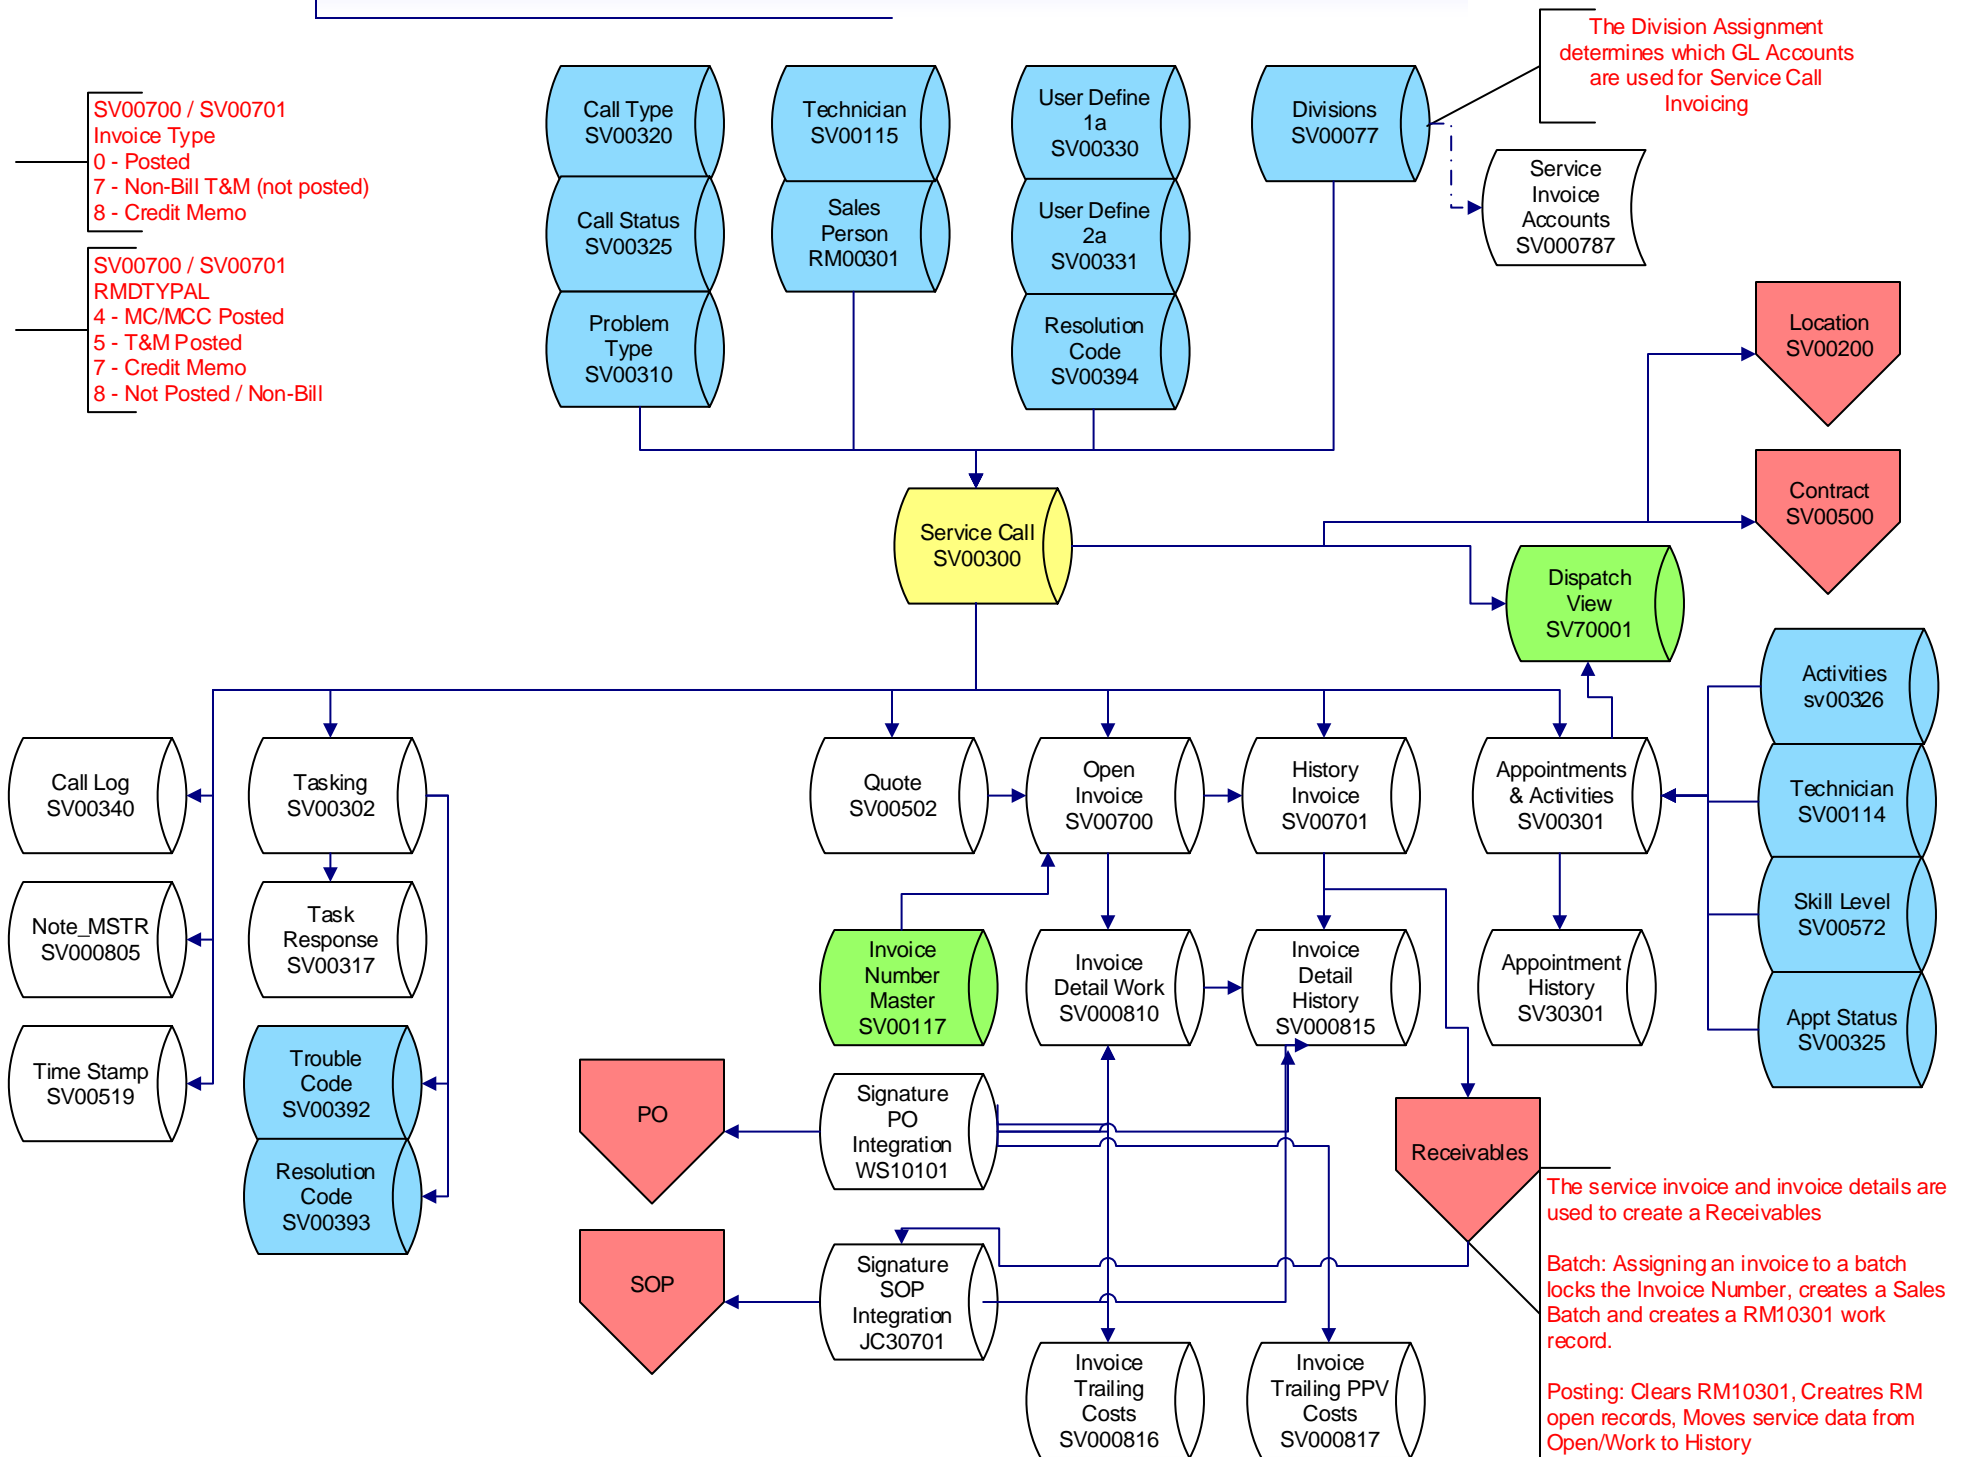 The Division Assignment
determines which GL Accounts
are used for Service Call
Invoicing
SV00700 / SV00701
Invoice Type
0 - Posted
7 - Non-Bill T&M (not posted)
8 - Credit Memo
SV00700 / SV00701
RMDTYPAL
4 - MC/MCC Posted
5 - T&M Posted
7 - Credit Memo
8 - Not Posted / Non-Bill
Call Type
SV00320
Call Status
SV00325
Problem
Type
SV00310
Technician
SV00115
Sales
Person
RM00301
User Define
1a
SV00330
User Define
2a
SV00331
Resolution
Code
SV00394
Divisions
SV00077
Service
Invoice
Accounts
SV000787
Location
SV00200
Contract
SV00500
Service Call
SV00300
Dispatch
View
SV70001
Activities
sv00326
Technician
SV00114
Skill Level
SV00572
Appt Status
SV00325
Call Log
SV00340
Note_MSTR
SV000805
Time Stamp
SV00519
Tasking
SV00302
Task
Response
SV00317
Trouble
Code
SV00392
Resolution
Code
SV00393
Quote
SV00502
Open
Invoice
SV00700
History
Invoice
SV00701
Appointments
& Activities
SV00301
Invoice
Number
Master
SV00117
Invoice
Detail Work
SV000810
Invoice
Detail
History
SV000815
Appointment
History
SV30301
PO
Signature
PO
Integration
WS10101
Receivables
SOP
Signature
SOP
Integration
JC30701
Invoice
Trailing
Costs
SV000816
Invoice
Trailing PPV
Costs
SV000817
The service invoice and invoice details are
used to create a Receivables
Batch: Assigning an invoice to a batch
locks the Invoice Number, creates a Sales
Batch and creates a RM10301 work
record.
Posting: Clears RM10301, Creatres RM
open records, Moves service data from
Open/Work to History